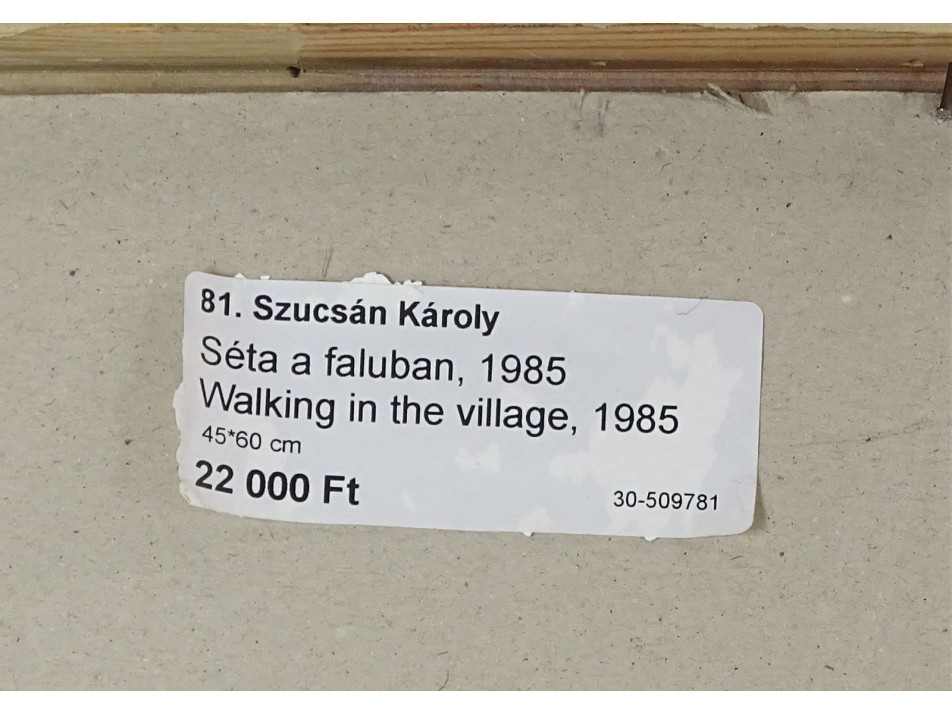 81. Szucsán Károly
Séta a faluban, 1985
Walking in the village, 1985
45*60 cm
22 000 Ft
30-509781